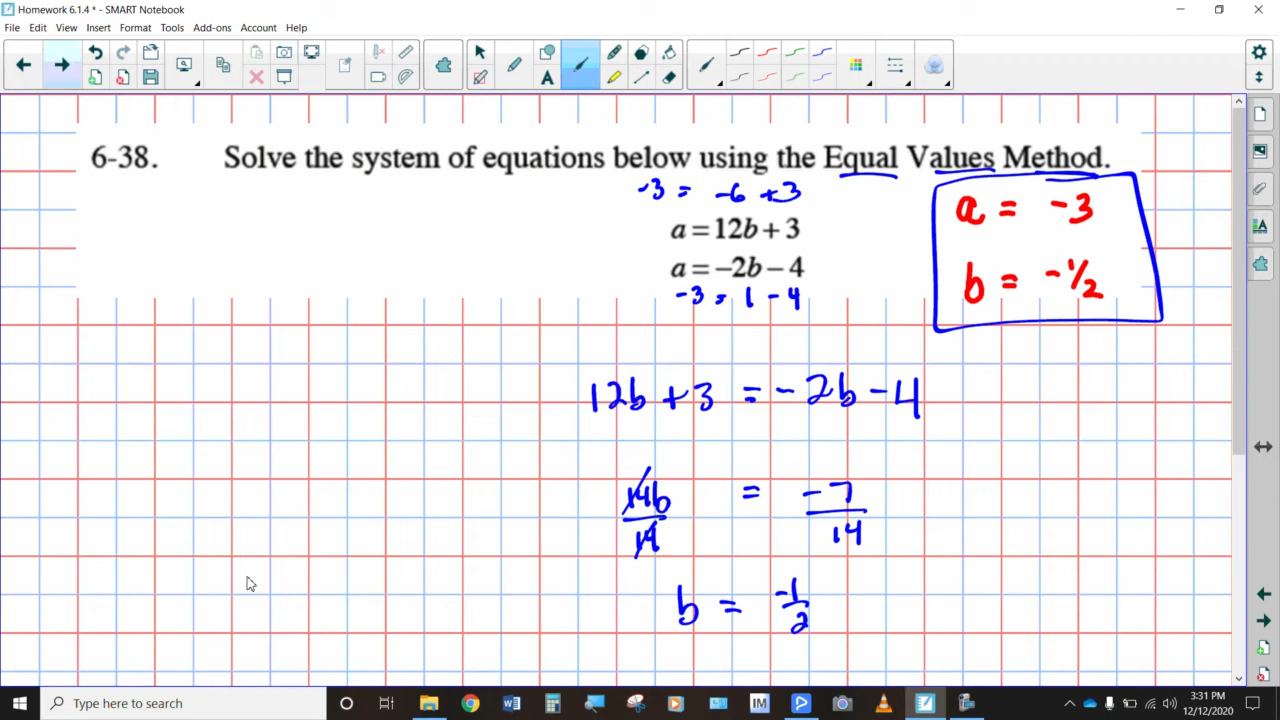 Homework 6.1.4 * - SMART Notebook
File Edit View Insert Format Tools Add-ons Account Help
6-38. Solve the system of equations below using the Equal Values Method.
-3 = -6 +3
a = 12b + 3
a = -2b - 4
-3 = 1 - 4
a = -3
b = -1/2
12b + 3 = -2b - 4
14b/14 = -7/14
b = -1/2
Type here to search
W
IM
3:31 PM
12/12/2020